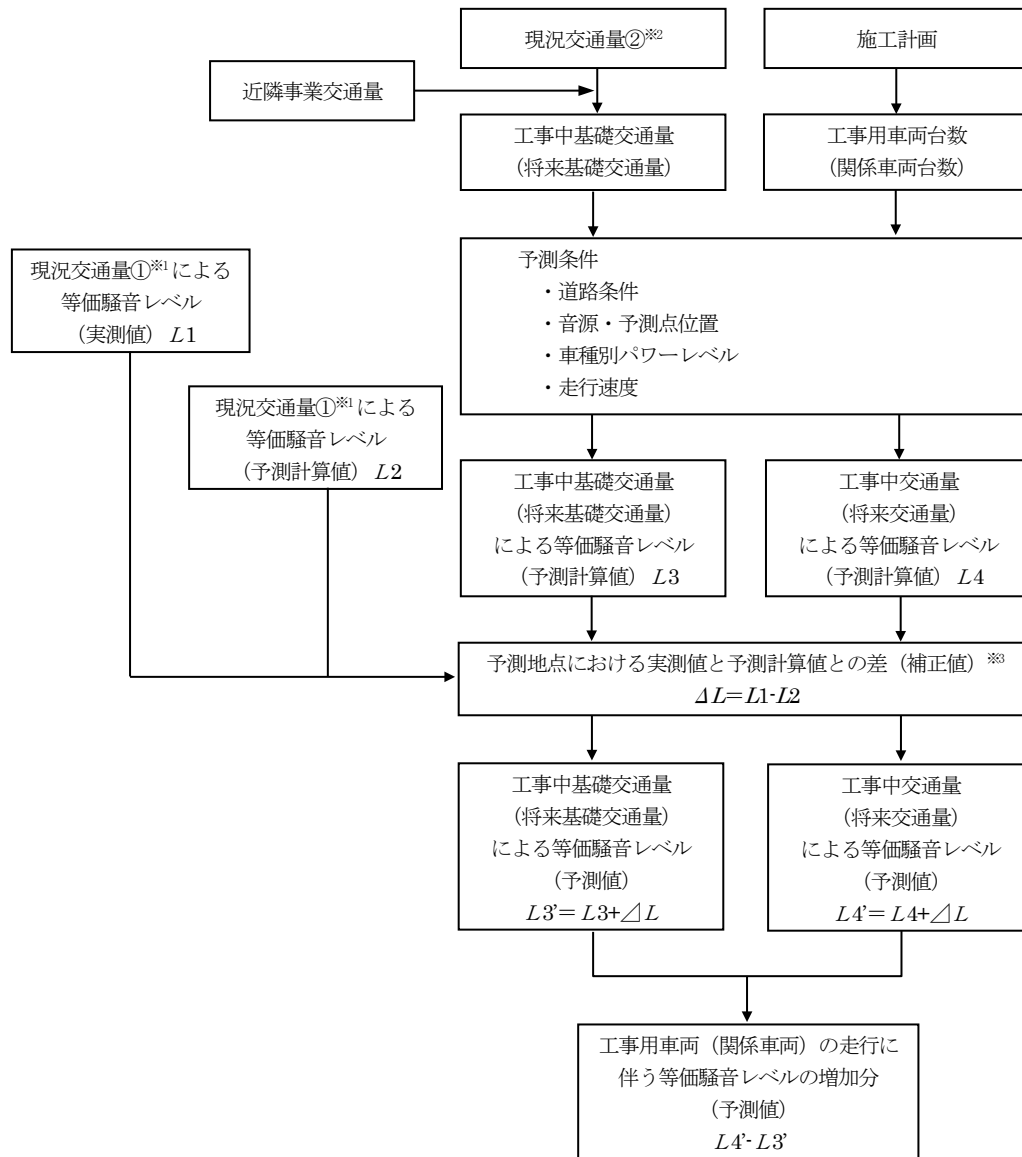 現況交通量②※2
施工計画
近隣事業交通量
工事中基礎交通量
(将来基礎交通量)
工事用車両台数
(関係車両台数)
現況交通量①※1による
等価騒音レベル
(実測値) L1
予測条件
・道路条件
・音源・予測点位置
・車種別パワーレベル
・走行速度
現況交通量①※1による
等価騒音レベル
(予測計算値) L2
工事中基礎交通量
(将来基礎交通量)
による等価騒音レベル
(予測計算値) L3
工事中交通量
(将来交通量)
による等価騒音レベル
(予測計算値) L4
予測地点における実測値と予測計算値との差（補正値）※3
ΔL=L1-L2
工事中基礎交通量
(将来基礎交通量)
による等価騒音レベル
(予測値)
L3'= L3+⊿L
工事中交通量
(将来交通量)
による等価騒音レベル
(予測値)
L4'= L4+⊿L
工事用車両（関係車両）の走行に
伴う等価騒音レベルの増加分
(予測値)
L4'- L3'